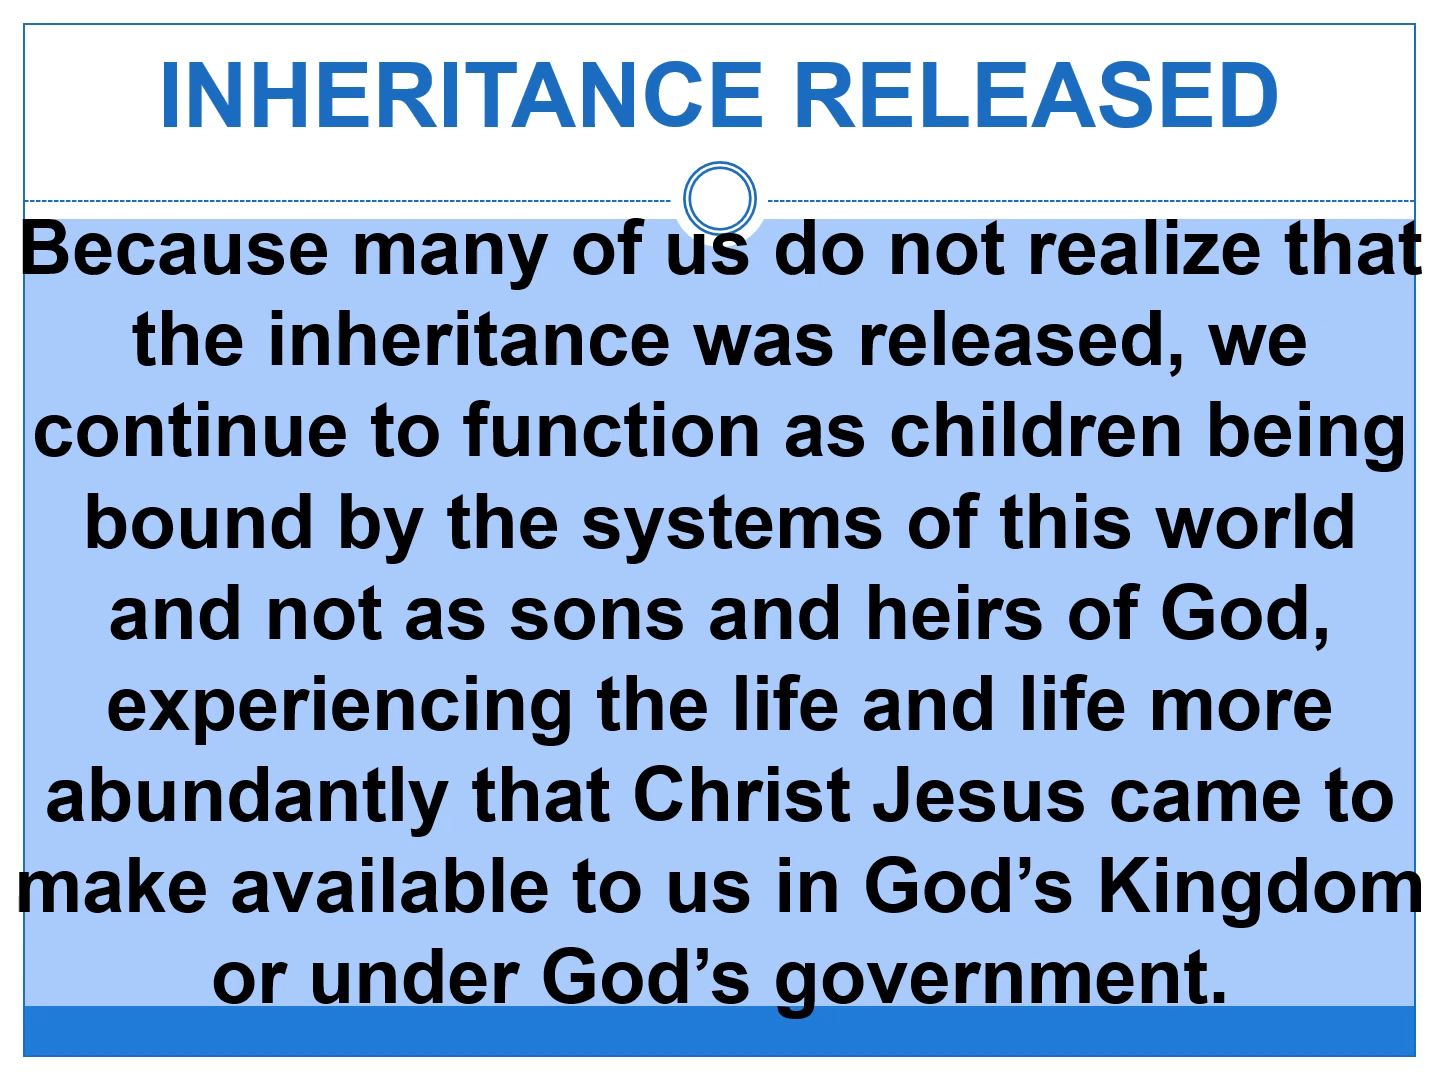 INHERITANCE RELEASED
Because many of us do not realize that
the inheritance was released, we
continue to function as children being
bound by the systems of this world
and not as sons and heirs of God,
experiencing the life and life more
abundantly that Christ Jesus came to
make available to us in God’s Kingdom
or under God’s government.